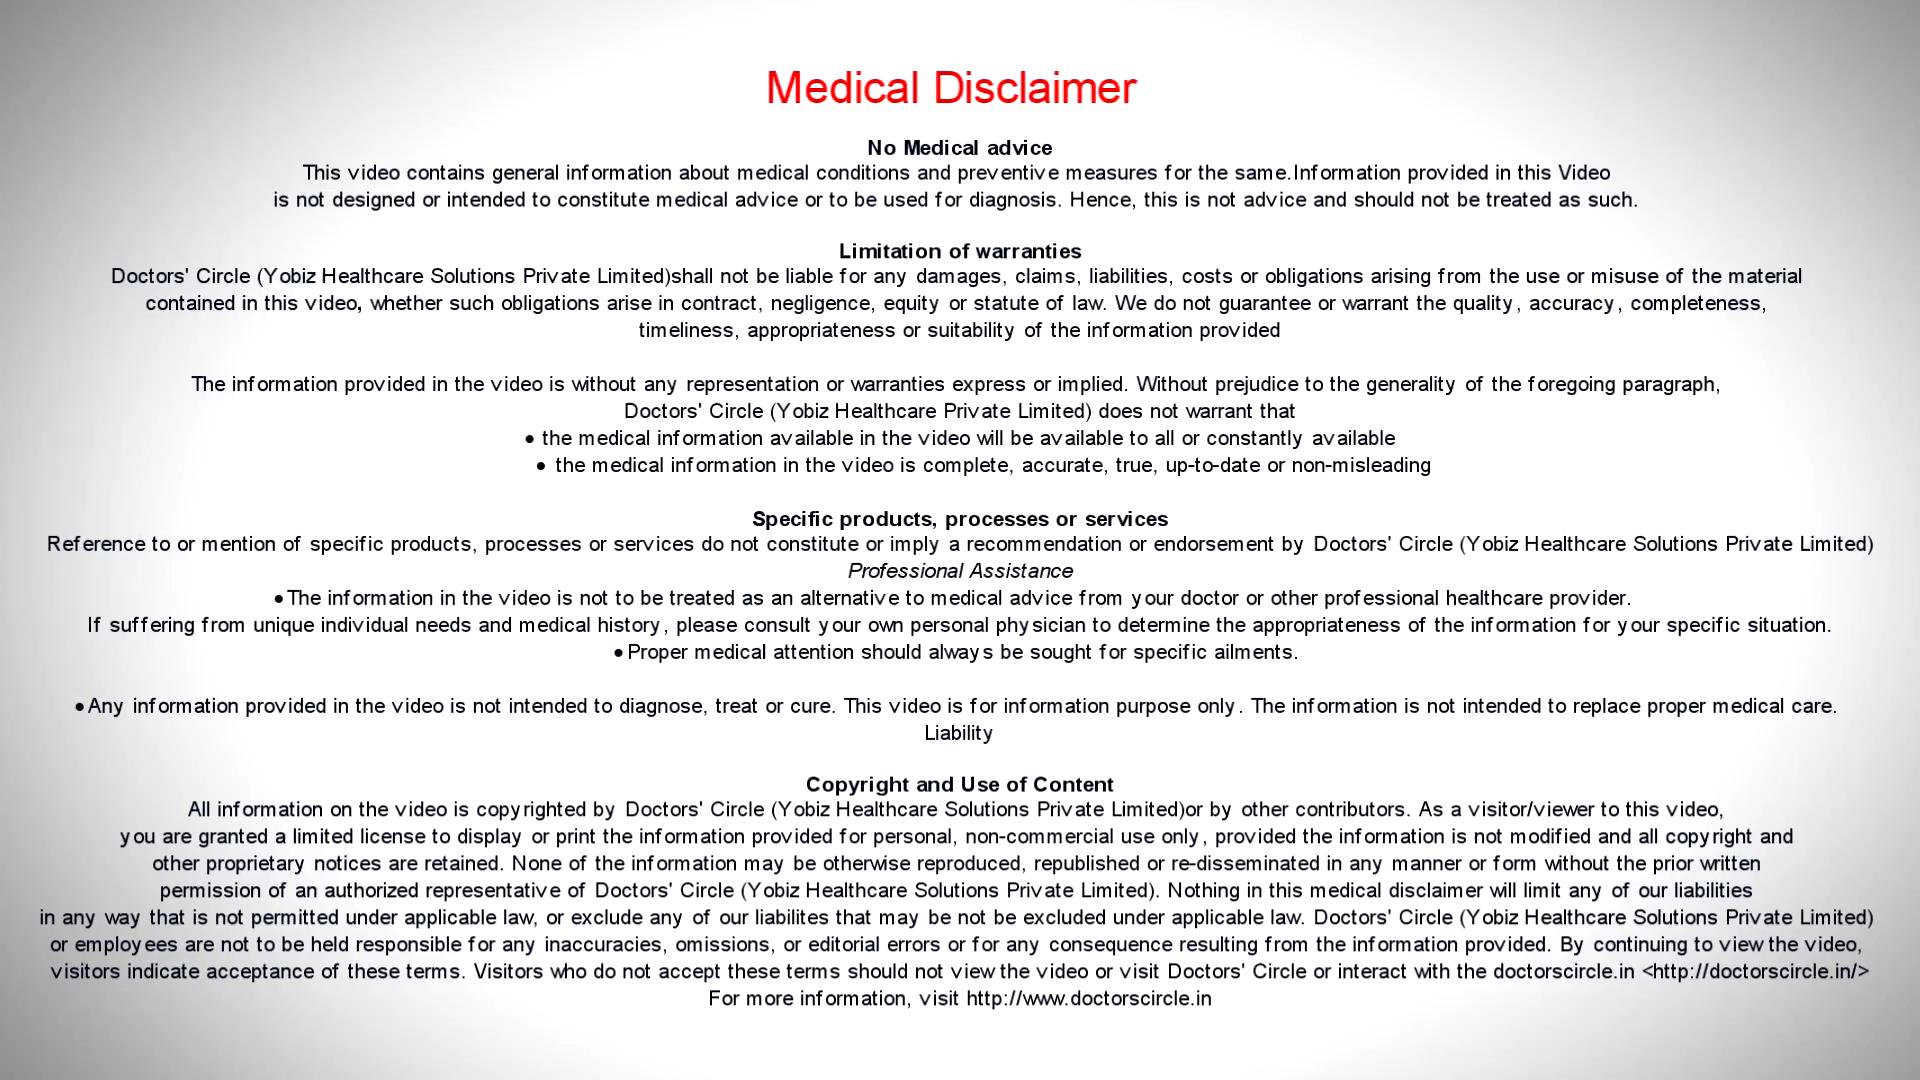 Medical Disclaimer
No Medical advice
This video contains general information about medical conditions and preventive measures for the same.Information provided in this Video
is not designed or intended to constitute medical advice or to be used for diagnosis. Hence, this is not advice and should not be treated as such.
Limitation of warranties
Doctors' Circle (Yobiz Healthcare Solutions Private Limited)shall not be liable for any damages, claims, liabilities, costs or obligations arising from the use or misuse of the material
contained in this video, whether such obligations arise in contract, negligence, equity or statute of law. We do not guarantee or warrant the quality, accuracy, completeness,
timeliness, appropriateness or suitability of the information provided
The information provided in the video is without any representation or warranties express or implied. Without prejudice to the generality of the foregoing paragraph,
Doctors' Circle (Yobiz Healthcare Private Limited) does not warrant that
• the medical information available in the video will be available to all or constantly available
• the medical information in the video is complete, accurate, true, up-to-date or non-misleading
Specific products, processes or services
Reference to or mention of specific products, processes or services do not constitute or imply a recommendation or endorsement by Doctors' Circle (Yobiz Healthcare Solutions Private Limited)
Professional Assistance
•The information in the video is not to be treated as an alternative to medical advice from your doctor or other professional healthcare provider.
If suffering from unique individual needs and medical history, please consult your own personal physician to determine the appropriateness of the information for your specific situation.
•Proper medical attention should always be sought for specific ailments.
•Any information provided in the video is not intended to diagnose, treat or cure. This video is for information purpose only. The information is not intended to replace proper medical care.
Liability
Copyright and Use of Content
All information on the video is copyrighted by Doctors' Circle (Yobiz Healthcare Solutions Private Limited)or by other contributors. As a visitor/viewer to this video,
you are granted a limited license to display or print the information provided for personal, non-commercial use only, provided the information is not modified and all copyright and
other proprietary notices are retained. None of the information may be otherwise reproduced, republished or re-disseminated in any manner or form without the prior written
permission of an authorized representative of Doctors' Circle (Yobiz Healthcare Solutions Private Limited). Nothing in this medical disclaimer will limit any of our liabilities
in any way that is not permitted under applicable law, or exclude any of our liabilites that may be not be excluded under applicable law. Doctors' Circle (Yobiz Healthcare Solutions Private Limited)
or employees are not to be held responsible for any inaccuracies, omissions, or editorial errors or for any consequence resulting from the information provided. By continuing to view the video,
visitors indicate acceptance of these terms. Visitors who do not accept these terms should not view the video or visit Doctors' Circle or interact with the doctorscircle.in <http://doctorscircle.in/>
For more information, visit http://www.doctorscircle.in